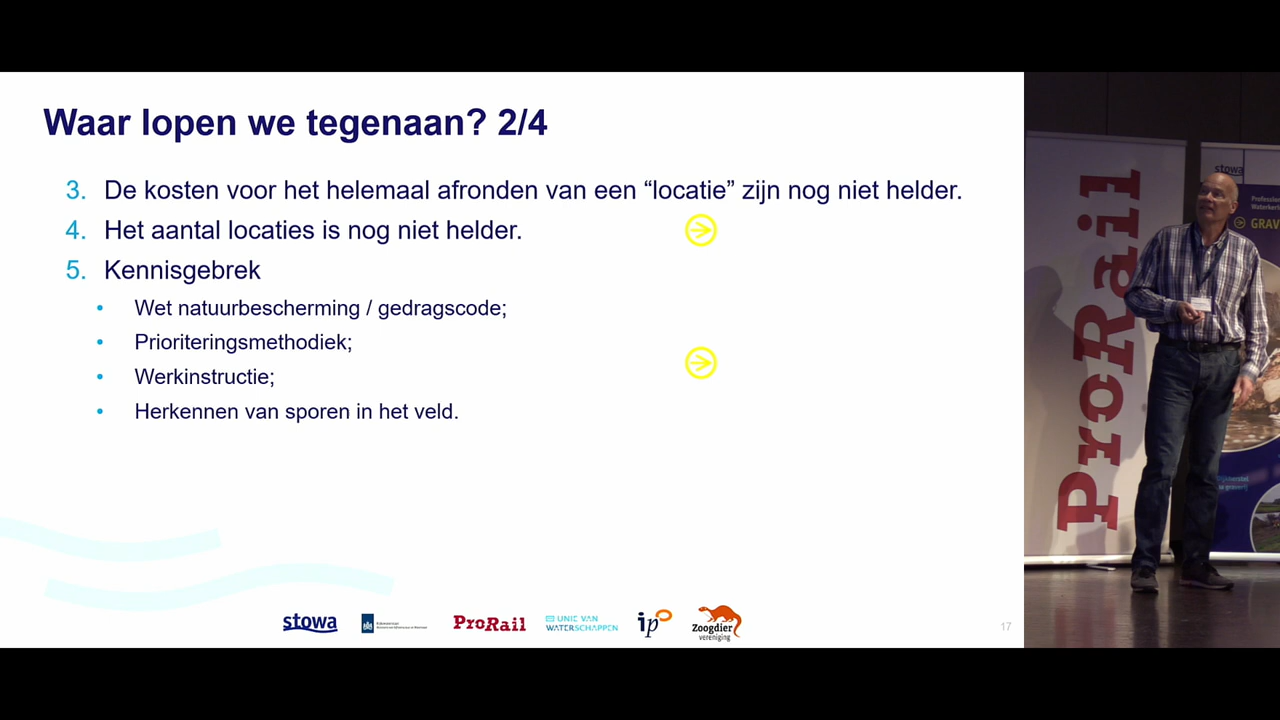 Waar lopen we tegenaan? 2/4
3. De kosten voor het helemaal afronden van een “locatie” zijn nog niet helder.
4. Het aantal locaties is nog niet helder.
5. Kennisgebrek
• Wet natuurbescherming / gedragscode;
• Prioriteringsmethodiek;
• Werkinstructie;
• Herkennen van sporen in het veld.
stowa
ProRail
UNIE VAN
WATERSCHAPPEN
ip
Zoogdier
vereniging
17
ProRail
stowa
GRAV